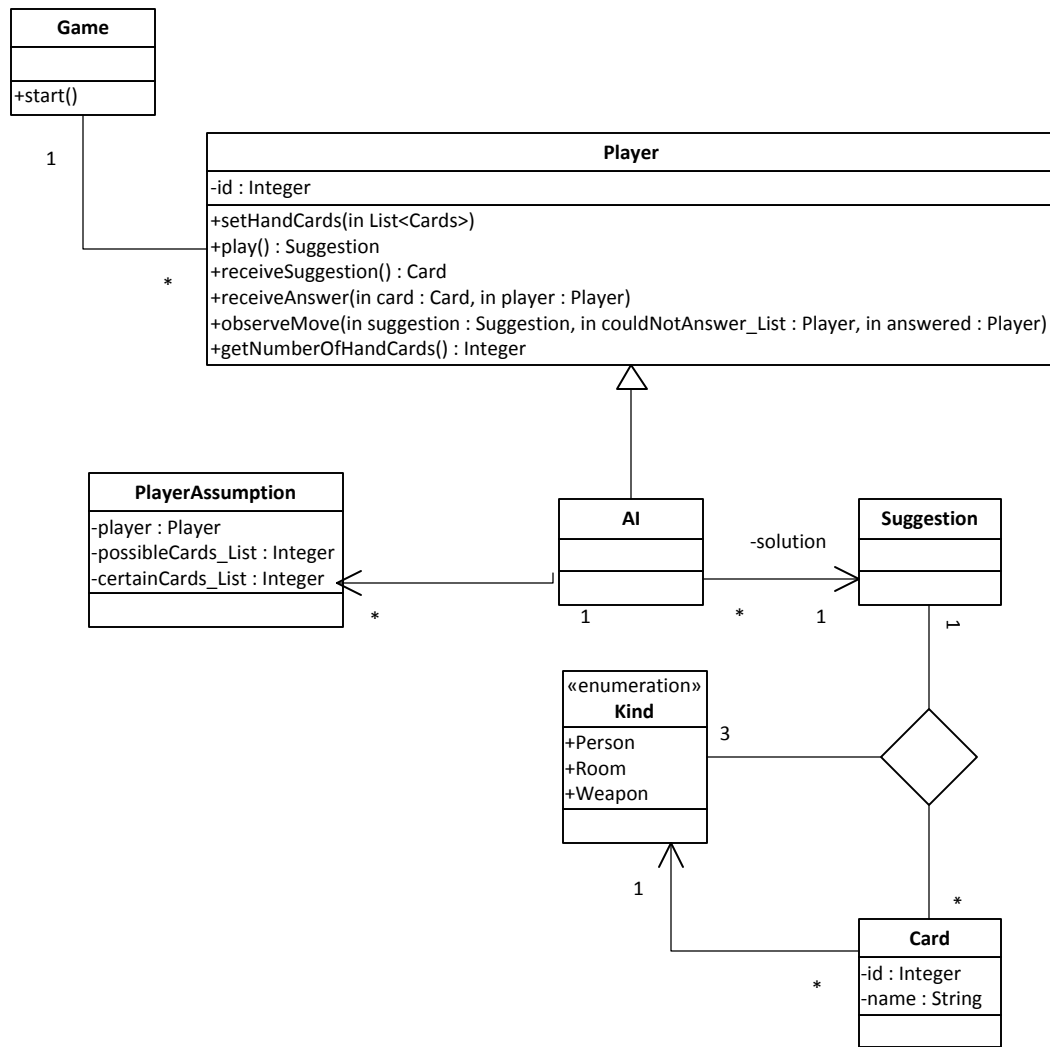 Game
+start()
1
*
Player
-id : Integer
+setHandCards(in List<Cards>)
+play() : Suggestion
+receiveSuggestion() : Card
+receiveAnswer(in card : Card, in player : Player)
+observeMove(in suggestion : Suggestion, in couldNotAnswer_List : Player, in answered : Player)
+getNumberOfHandCards() : Integer
PlayerAssumption
-player : Player
-possibleCards_List : Integer
-certainCards_List : Integer
*
1
AI
-solution
*
1
Suggestion
1
«enumeration»
Kind
+Person
+Room
+Weapon
3
1
*
*
Card
-id : Integer
-name : String